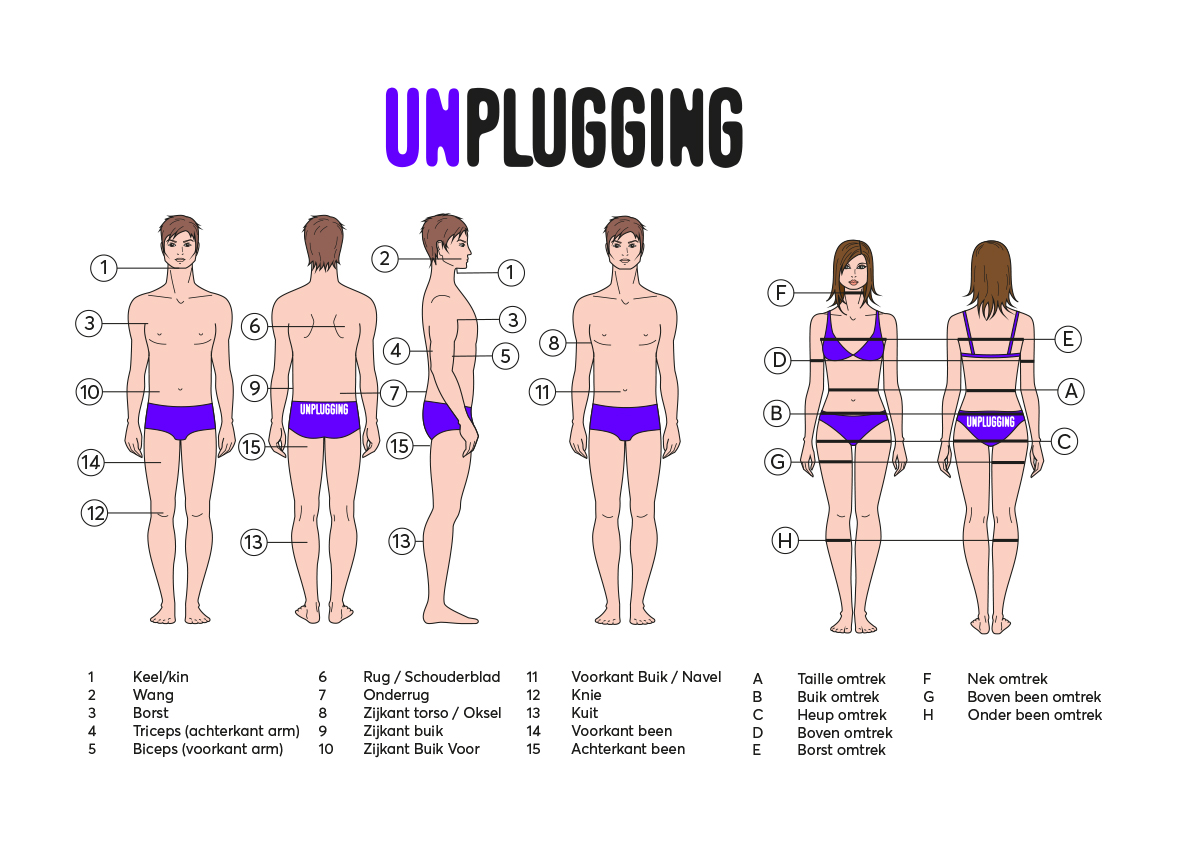 UNPLUGGING
1
3
10
14
12
6
9
15
13
7
2
1
3
4
5
15
13
8
11
UNPLUGGING
F
D
B
G
H
E
A
C
UNPLUGGING
1 Keel/kin
2 Wang
3 Borst
4 Triceps (achterkant arm)
5 Biceps (voorkant arm)
6 Rug / Schouderblad
7 Onderrug
8 Zijkant torso / Oksel
9 Zijkant buik
10 Zijkant Buik Voor
11 Voorkant Buik / Navel
12 Knie
13 Kuit
14 Voorkant been
15 Achterkant been
A Taille omtrek
B Buik omtrek
C Heup omtrek
D Boven omtrek
E Borst omtrek
F Nek omtrek
G Boven been omtrek
H Onder been omtrek